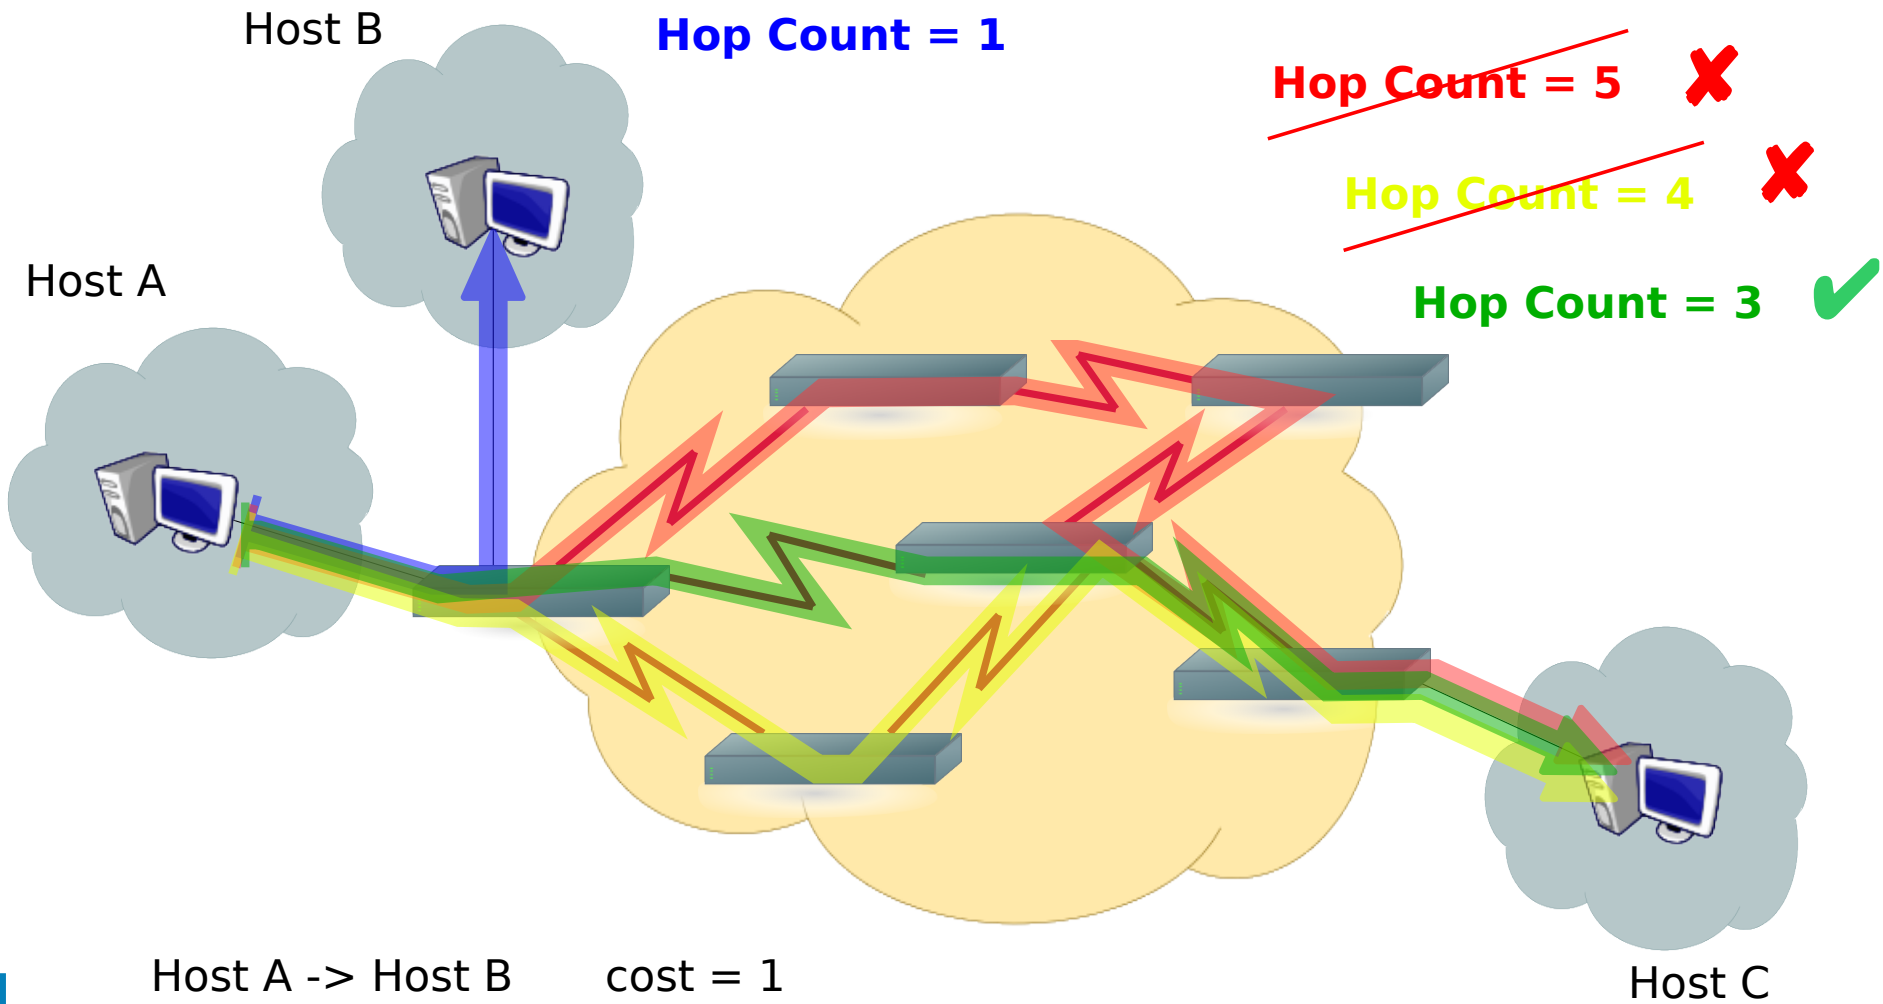 Host B
Hop Count = 1
Hop Count = 5
Hop Count = 4
Host A
Hop Count = 3
Host A -> Host B cost = 1
Host C